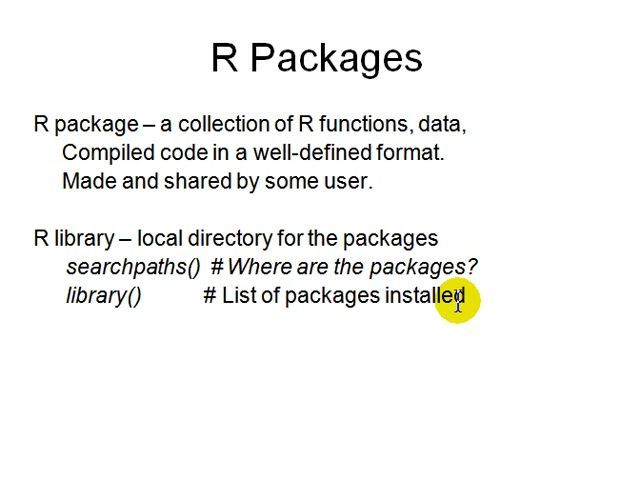 R Packages
R package – a collection of R functions, data,
Compiled code in a well-defined format.
Made and shared by some user.
R library – local directory for the packages
searchpaths() # Where are the packages?
library() # List of packages installed